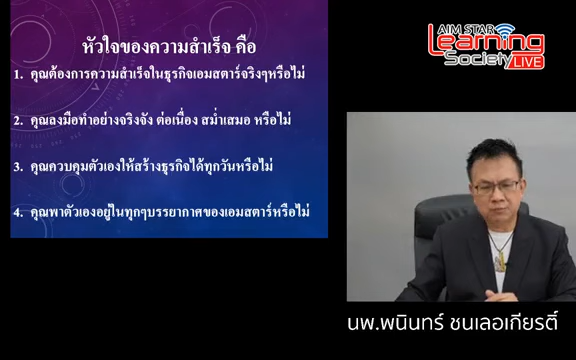 หัวใจของความสำเร็จ คือ
1. คุณต้องการความสำเร็จในธุรกิจเอมสตาร์จริงๆหรือไม่
2. คุณลงมือทำอย่างจริงจัง ต่อเนื่อง สม่ำเสมอ หรือไม่
3. คุณควบคุมตัวเองให้สร้างธุรกิจได้ทุกวันหรือไม่
4. คุณพาตัวเองอยู่ในทุกๆบรรยากาศของเอมสตาร์หรือไม่
AIM STAR
Learning
Society LIVE
นพ.พนินทร์ ชนเลอเกียรติ์